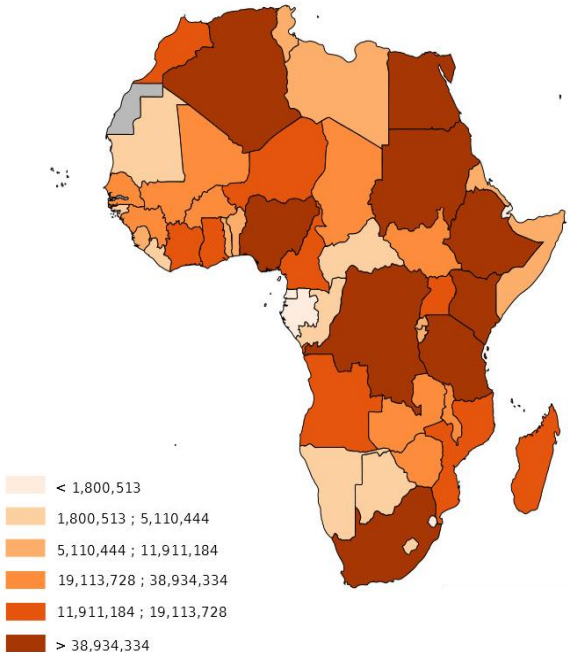 < 1,800,513
1,800,513 ; 5,110,444
5,110,444 ; 11,911,184
19,113,728 ; 38,934,334
11,911,184 ; 19,113,728
> 38,934,334